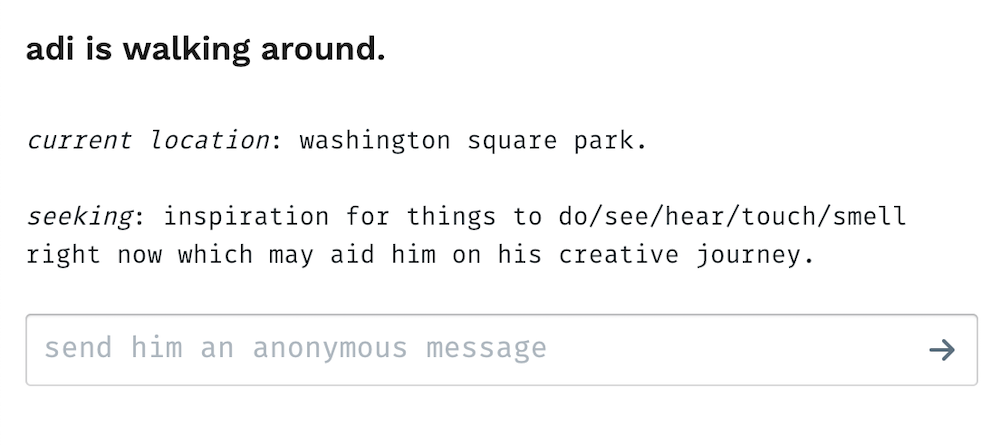 adi is walking around.
current location: washington square park.
seeking: inspiration for things to do/see/hear/touch/smell
right now which may aid him on his creative journey.
send him an anonymous message